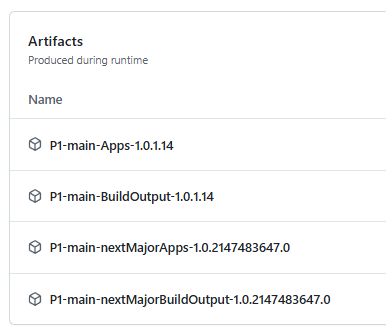 Artifacts
Produced during runtime
Name
P1-main-Apps-1.0.1.14
P1-main-BuildOutput-1.0.1.14
P1-main-nextMajorApps-1.0.2147483647.0
P1-main-nextMajorBuildOutput-1.0.2147483647.0